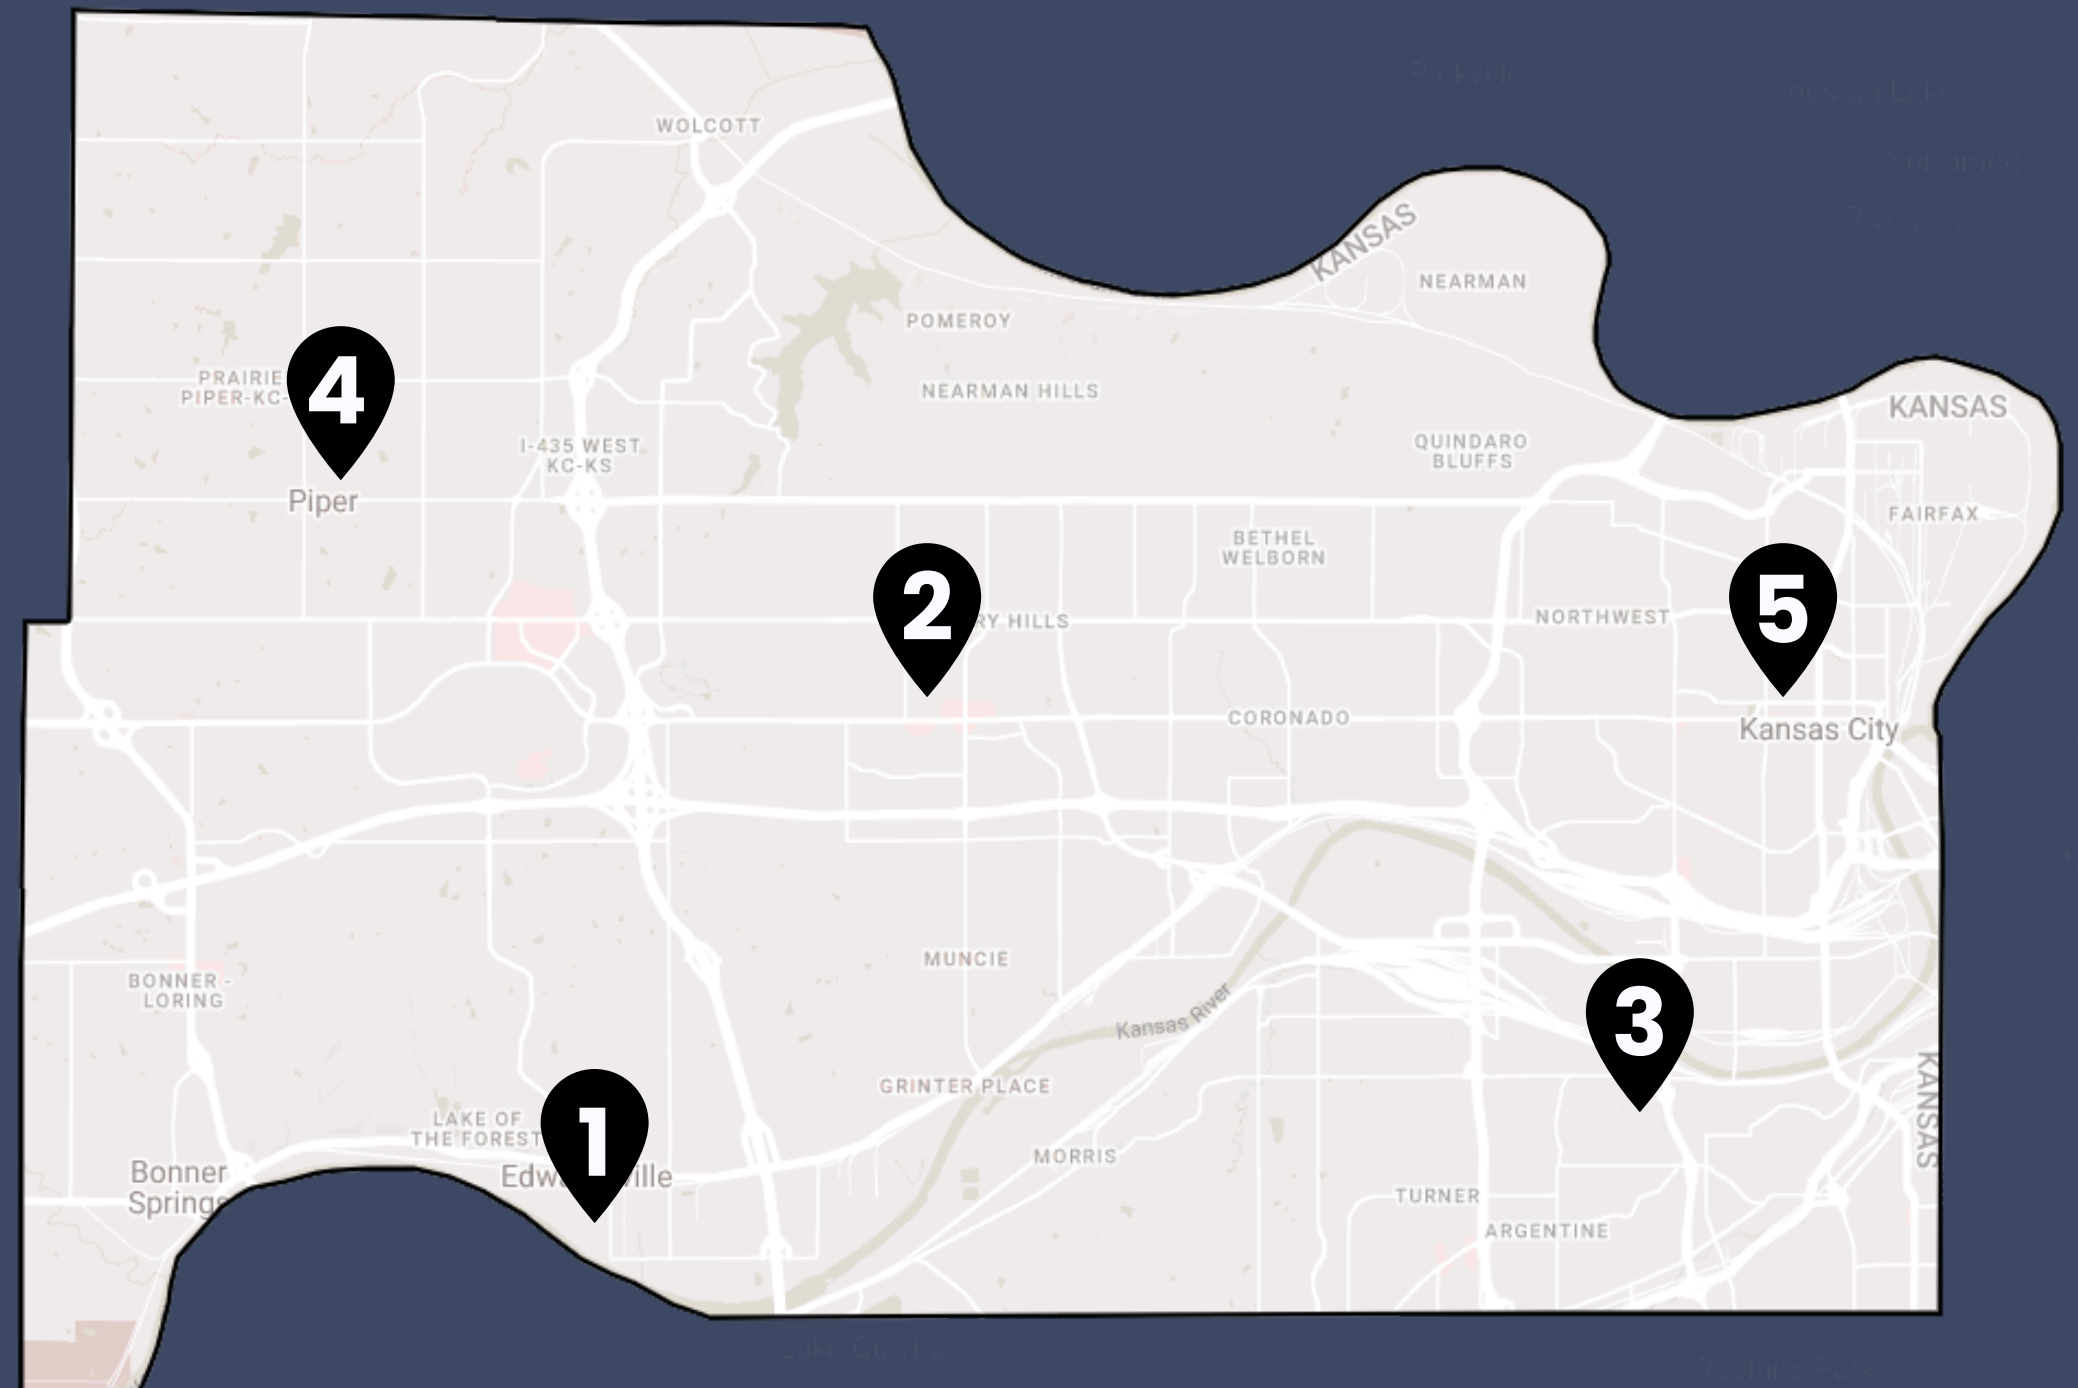 WOLCOTT
KANSAS
NEARMAN
POMEROY
4
PRAIRIE
PIPER-KC-
NEARMAN HILLS
KANSAS
I-435 WEST
KC-KS
QUINDARO
BLUFFS
Piper
FAIRFAX
BETHEL
WELBORN
2
RY HILLS
NORTHWEST
5
CORONADO
Kansas City
MUNCIE
BONNER -
LORING
Kansas River
3
GRINTER PLACE
KANSAS
LAKE OF
THE FOREST
1
MORRIS
Bonner
Springs
Edw ville
TURNER
ARGENTINE